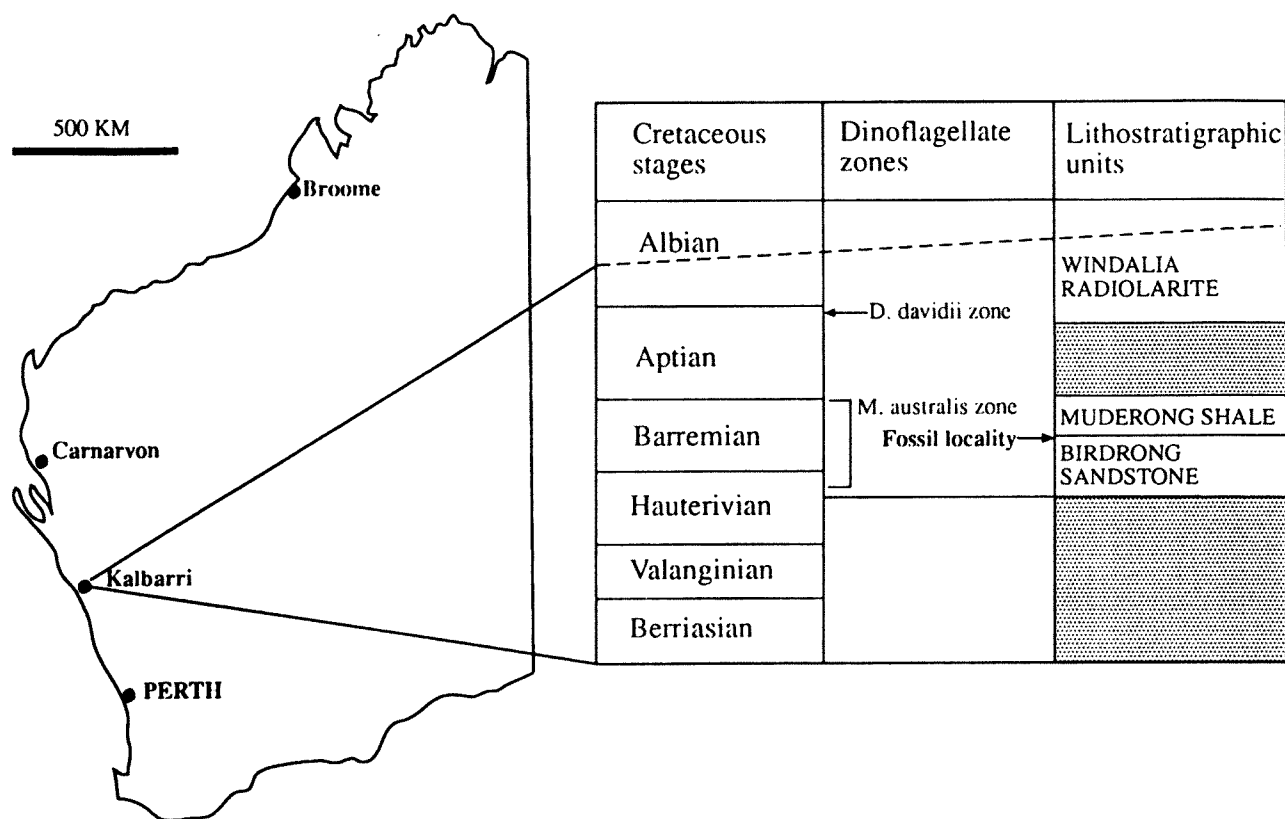 500 KM
Broome
Carnarvon
Kalbarri
PERTH
Cretaceous
stages
Dinoflagellate
zones
Lithostratigraphic
units
Albian
WINDALIA
RADIOLARITE
D. davidii zone
Aptian
M. australis zone
MUDERONG SHALE
Barremian
Fossil locality
BIRDRONG
SANDSTONE
Hauterivian
Valanginian
Berriasian